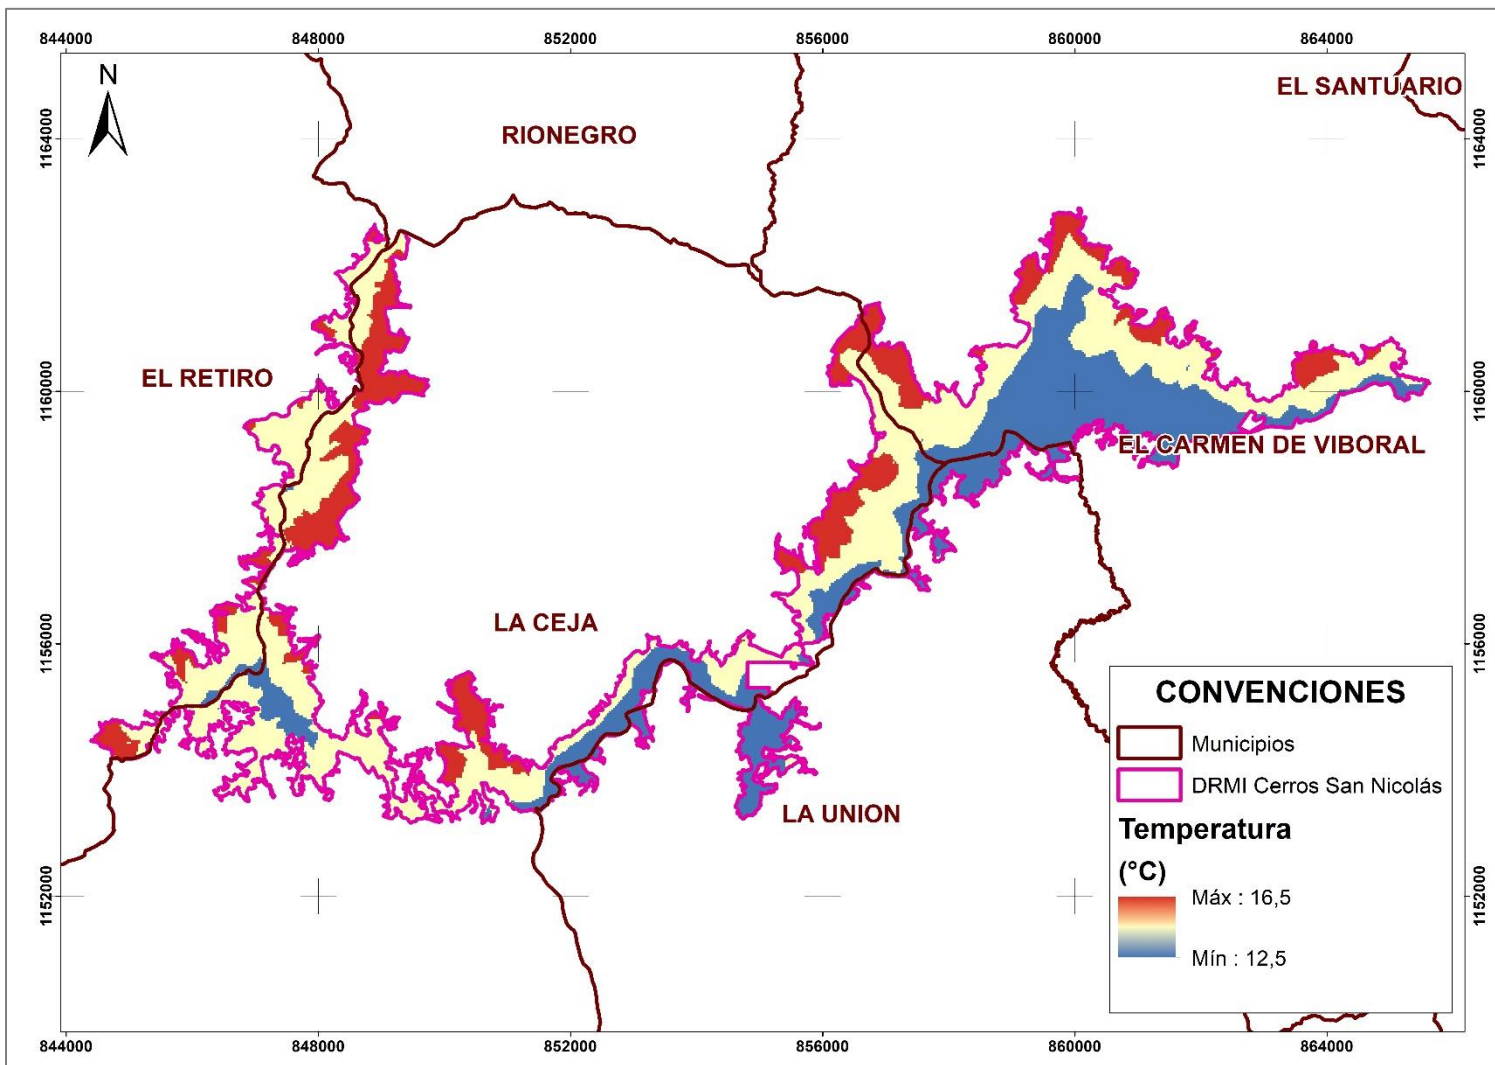 844000 848000 852000 856000 860000 864000
N
EL SANTUARIO
RIONEGRO
1164000 1164000
EL RETIRO
1160000 1160000
EL CARMEN DE VIBORAL
LA CEJA
1156000 1156000
LA UNION
1152000 1152000
CONVENCIONES
Municipios
DRMI Cerros San Nicolás
Temperatura
(°C)
Máx : 16,5
Mín : 12,5
844000 848000 852000 856000 860000 864000